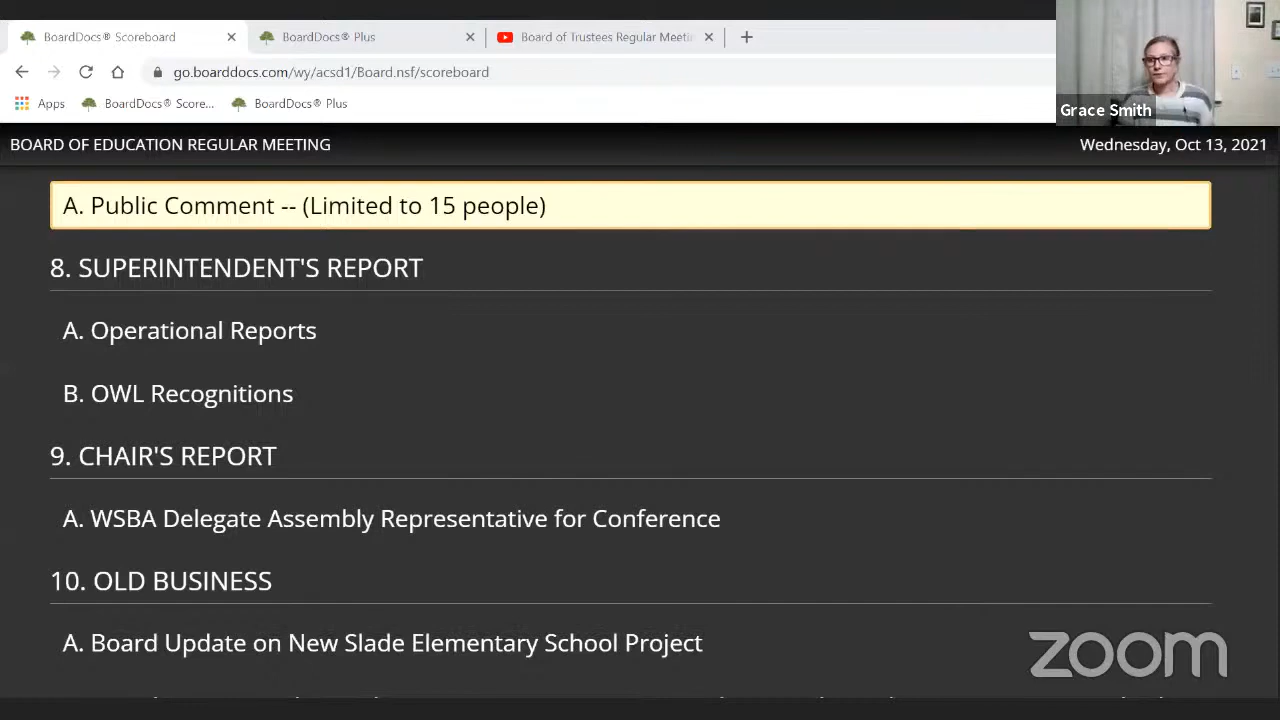 BoardDocs® Scoreboard
BoardDocs® Plus
Board of Trustees Regular Meeti
go.boarddocs.com/wy/acsd1/Board.nsf/scoreboard
Apps
BoardDocs® Score...
BoardDocs® Plus
Grace Smith
BOARD OF EDUCATION REGULAR MEETING
Wednesday, Oct 13, 2021
A. Public Comment -- (Limited to 15 people)
8. SUPERINTENDENT'S REPORT
A. Operational Reports
B. OWL Recognitions
9. CHAIR'S REPORT
A. WSBA Delegate Assembly Representative for Conference
10. OLD BUSINESS
A. Board Update on New Slade Elementary School Project
zoom